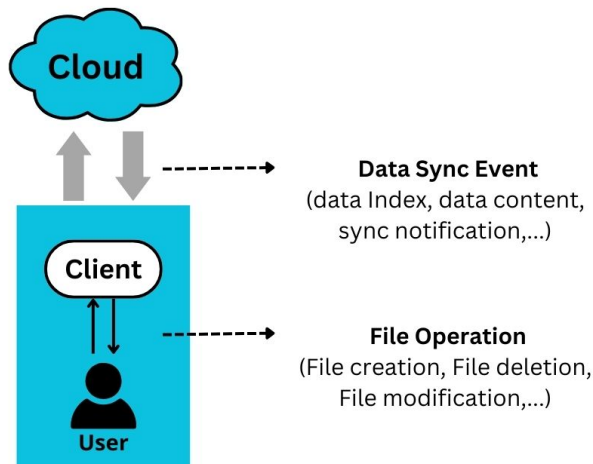 Cloud
Data Sync Event
(data Index, data content,
sync notification,...)
Client
File Operation
(File creation, File deletion,
File modification,...)
User